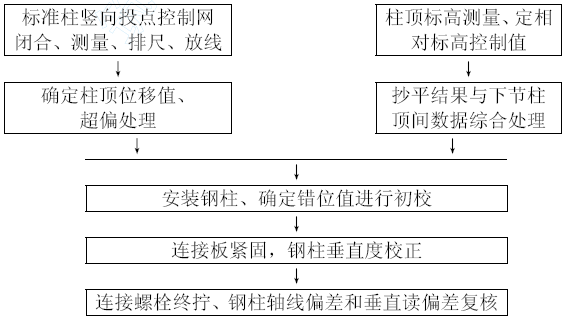 标准柱竖向投点控制网
闭合、测量、排尺、放线
柱顶标高测量、定相
对标高控制值
确定柱顶位移值、
超偏处理
抄平结果与下节柱
顶间数据综合处理
安装钢柱、确定错位值进行初校
连接板紧固，钢柱垂直度校正
连接螺栓终拧、钢柱轴线偏差和垂直读偏差复核